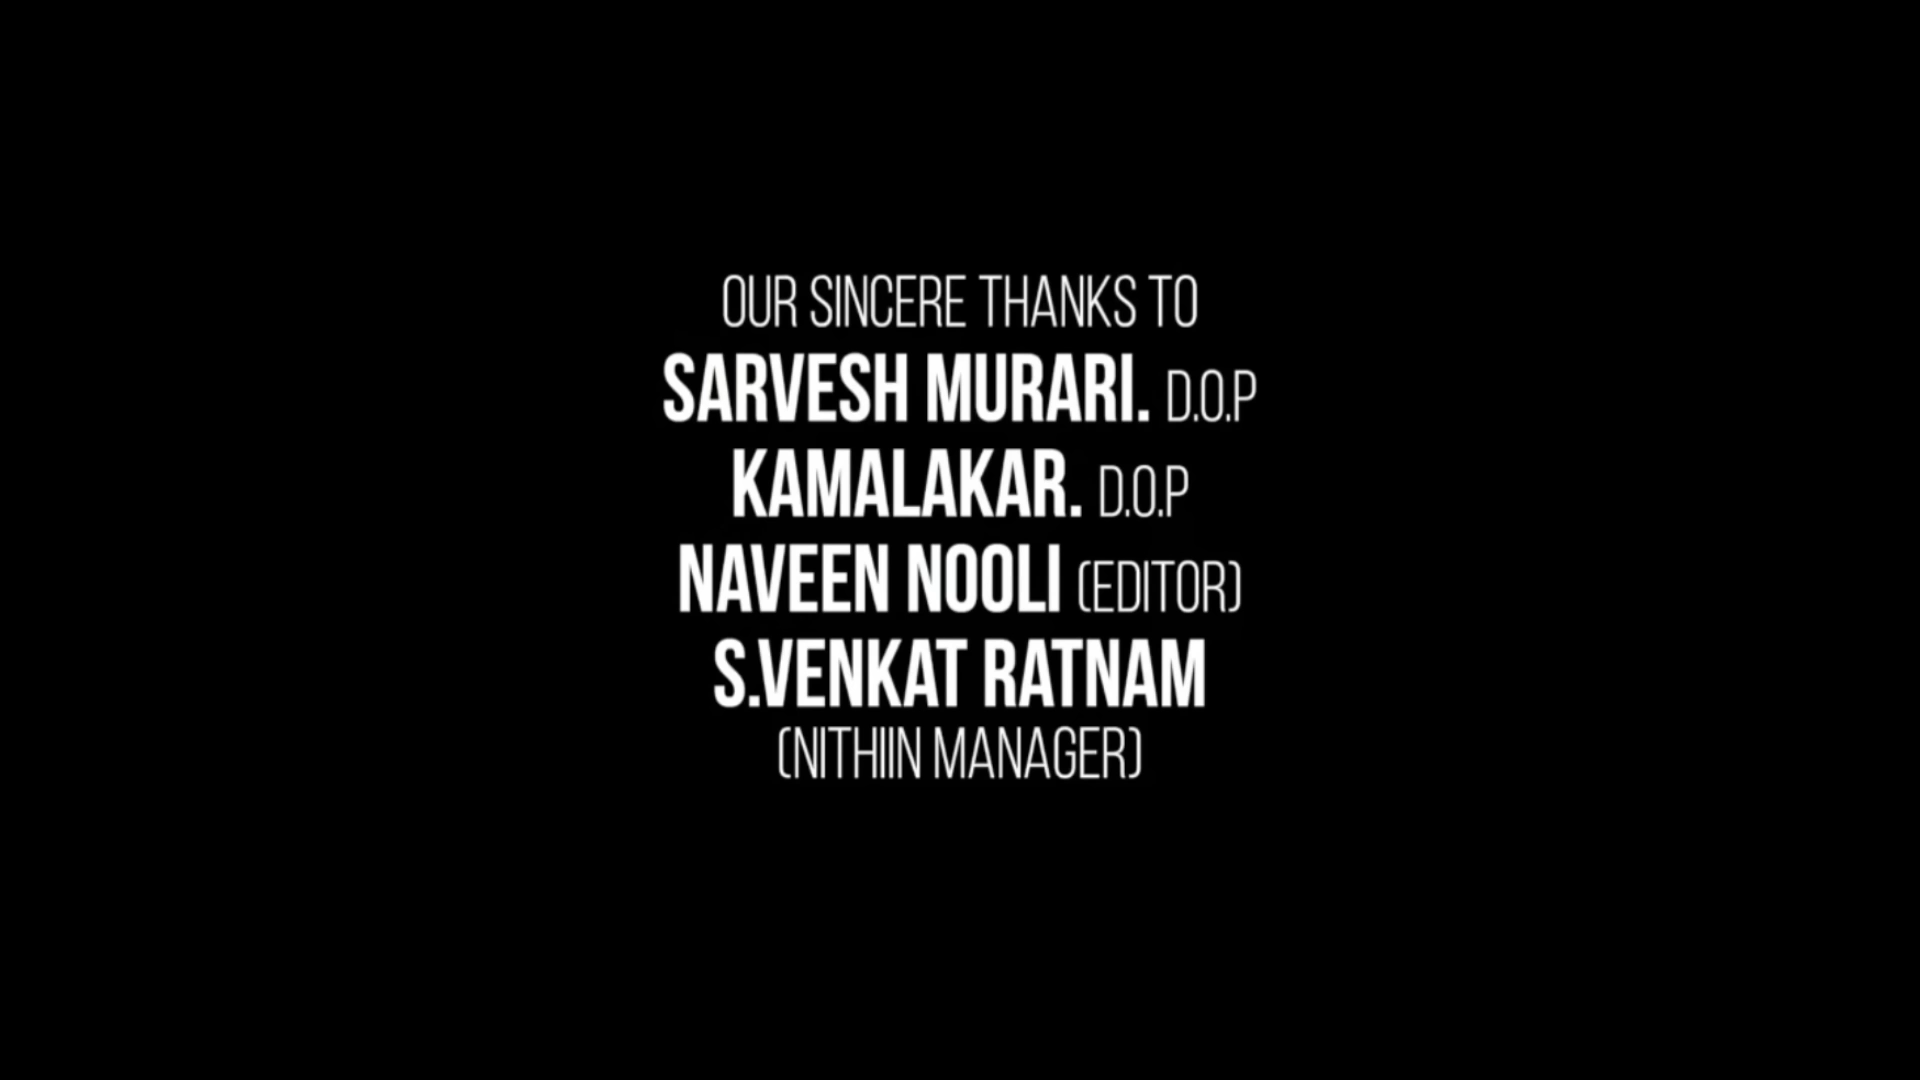 OUR SINCERE THANKS TO
SARVESH MURARI. D.O.P
KAMALAKAR. D.O.P
NAVEEN NOOLI (EDITOR)
S.VENKAT RATNAM
(NITHIIN MANAGER)